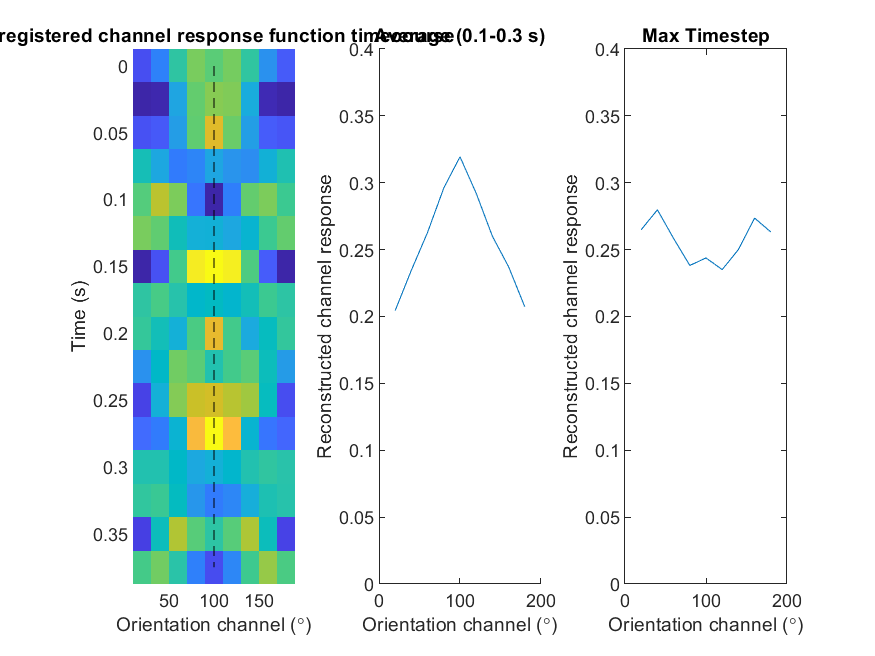 registered channel response function timecourse
Average (0.1-0.3 s)
Max Timestep
0
0.05
0.1
0.15
0.2
0.25
0.3
0.35
Time (s)
50 100 150
Orientation channel (°)
0.4
0.35
0.3
0.25
0.2
0.15
0.1
0.05
0
Reconstructed channel response
0 100 200
Orientation channel (°)
0.4
0.35
0.3
0.25
0.2
0.15
0.1
0.05
0
Reconstructed channel response
0 100 200
Orientation channel (°)